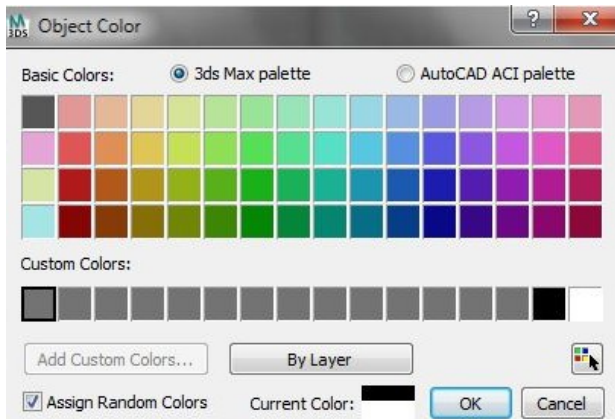 M
3DS Object Color ? X
Basic Colors: 3ds Max palette AutoCAD ACI palette
Custom Colors:
Add Custom Colors... By Layer
Assign Random Colors Current Color: OK Cancel